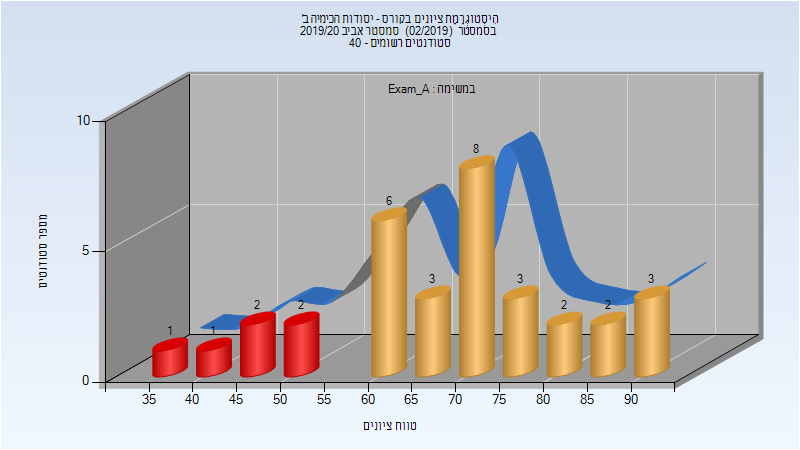 היסטוגרמת ציונים בקורס - יסודות הכימיה ב'
בסמסטר (02/2019) סמסטר אביב 2019/20
סטודנטים רשומים - 40
במשימה : Exam_A
מספר סטודנטים
10
5
0
1
1
2
2
6
3
8
3
2
2
3
35 40 45 50 55 60 65 70 75 80 85 90
טווח ציונים